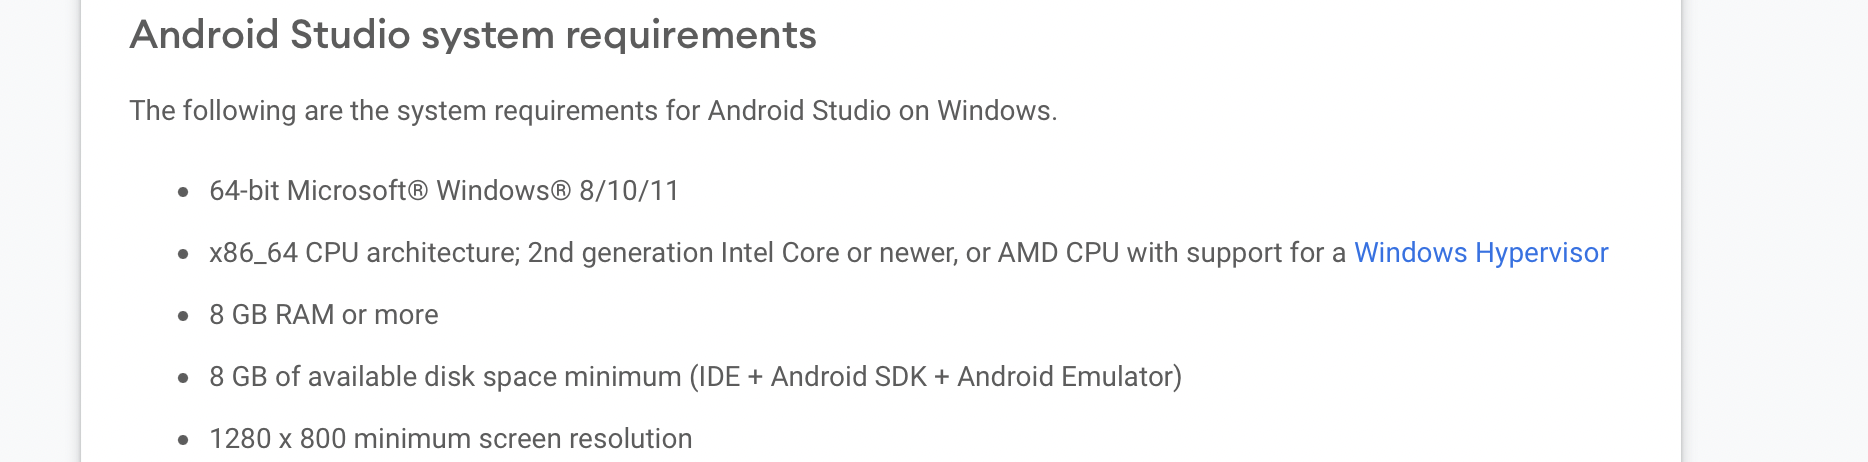 Android Studio system requirements
The following are the system requirements for Android Studio on Windows.
• 64-bit Microsoft® Windows® 8/10/11
• x86_64 CPU architecture; 2nd generation Intel Core or newer, or AMD CPU with support for a Windows Hypervisor
• 8 GB RAM or more
• 8 GB of available disk space minimum (IDE + Android SDK + Android Emulator)
• 1280 x 800 minimum screen resolution